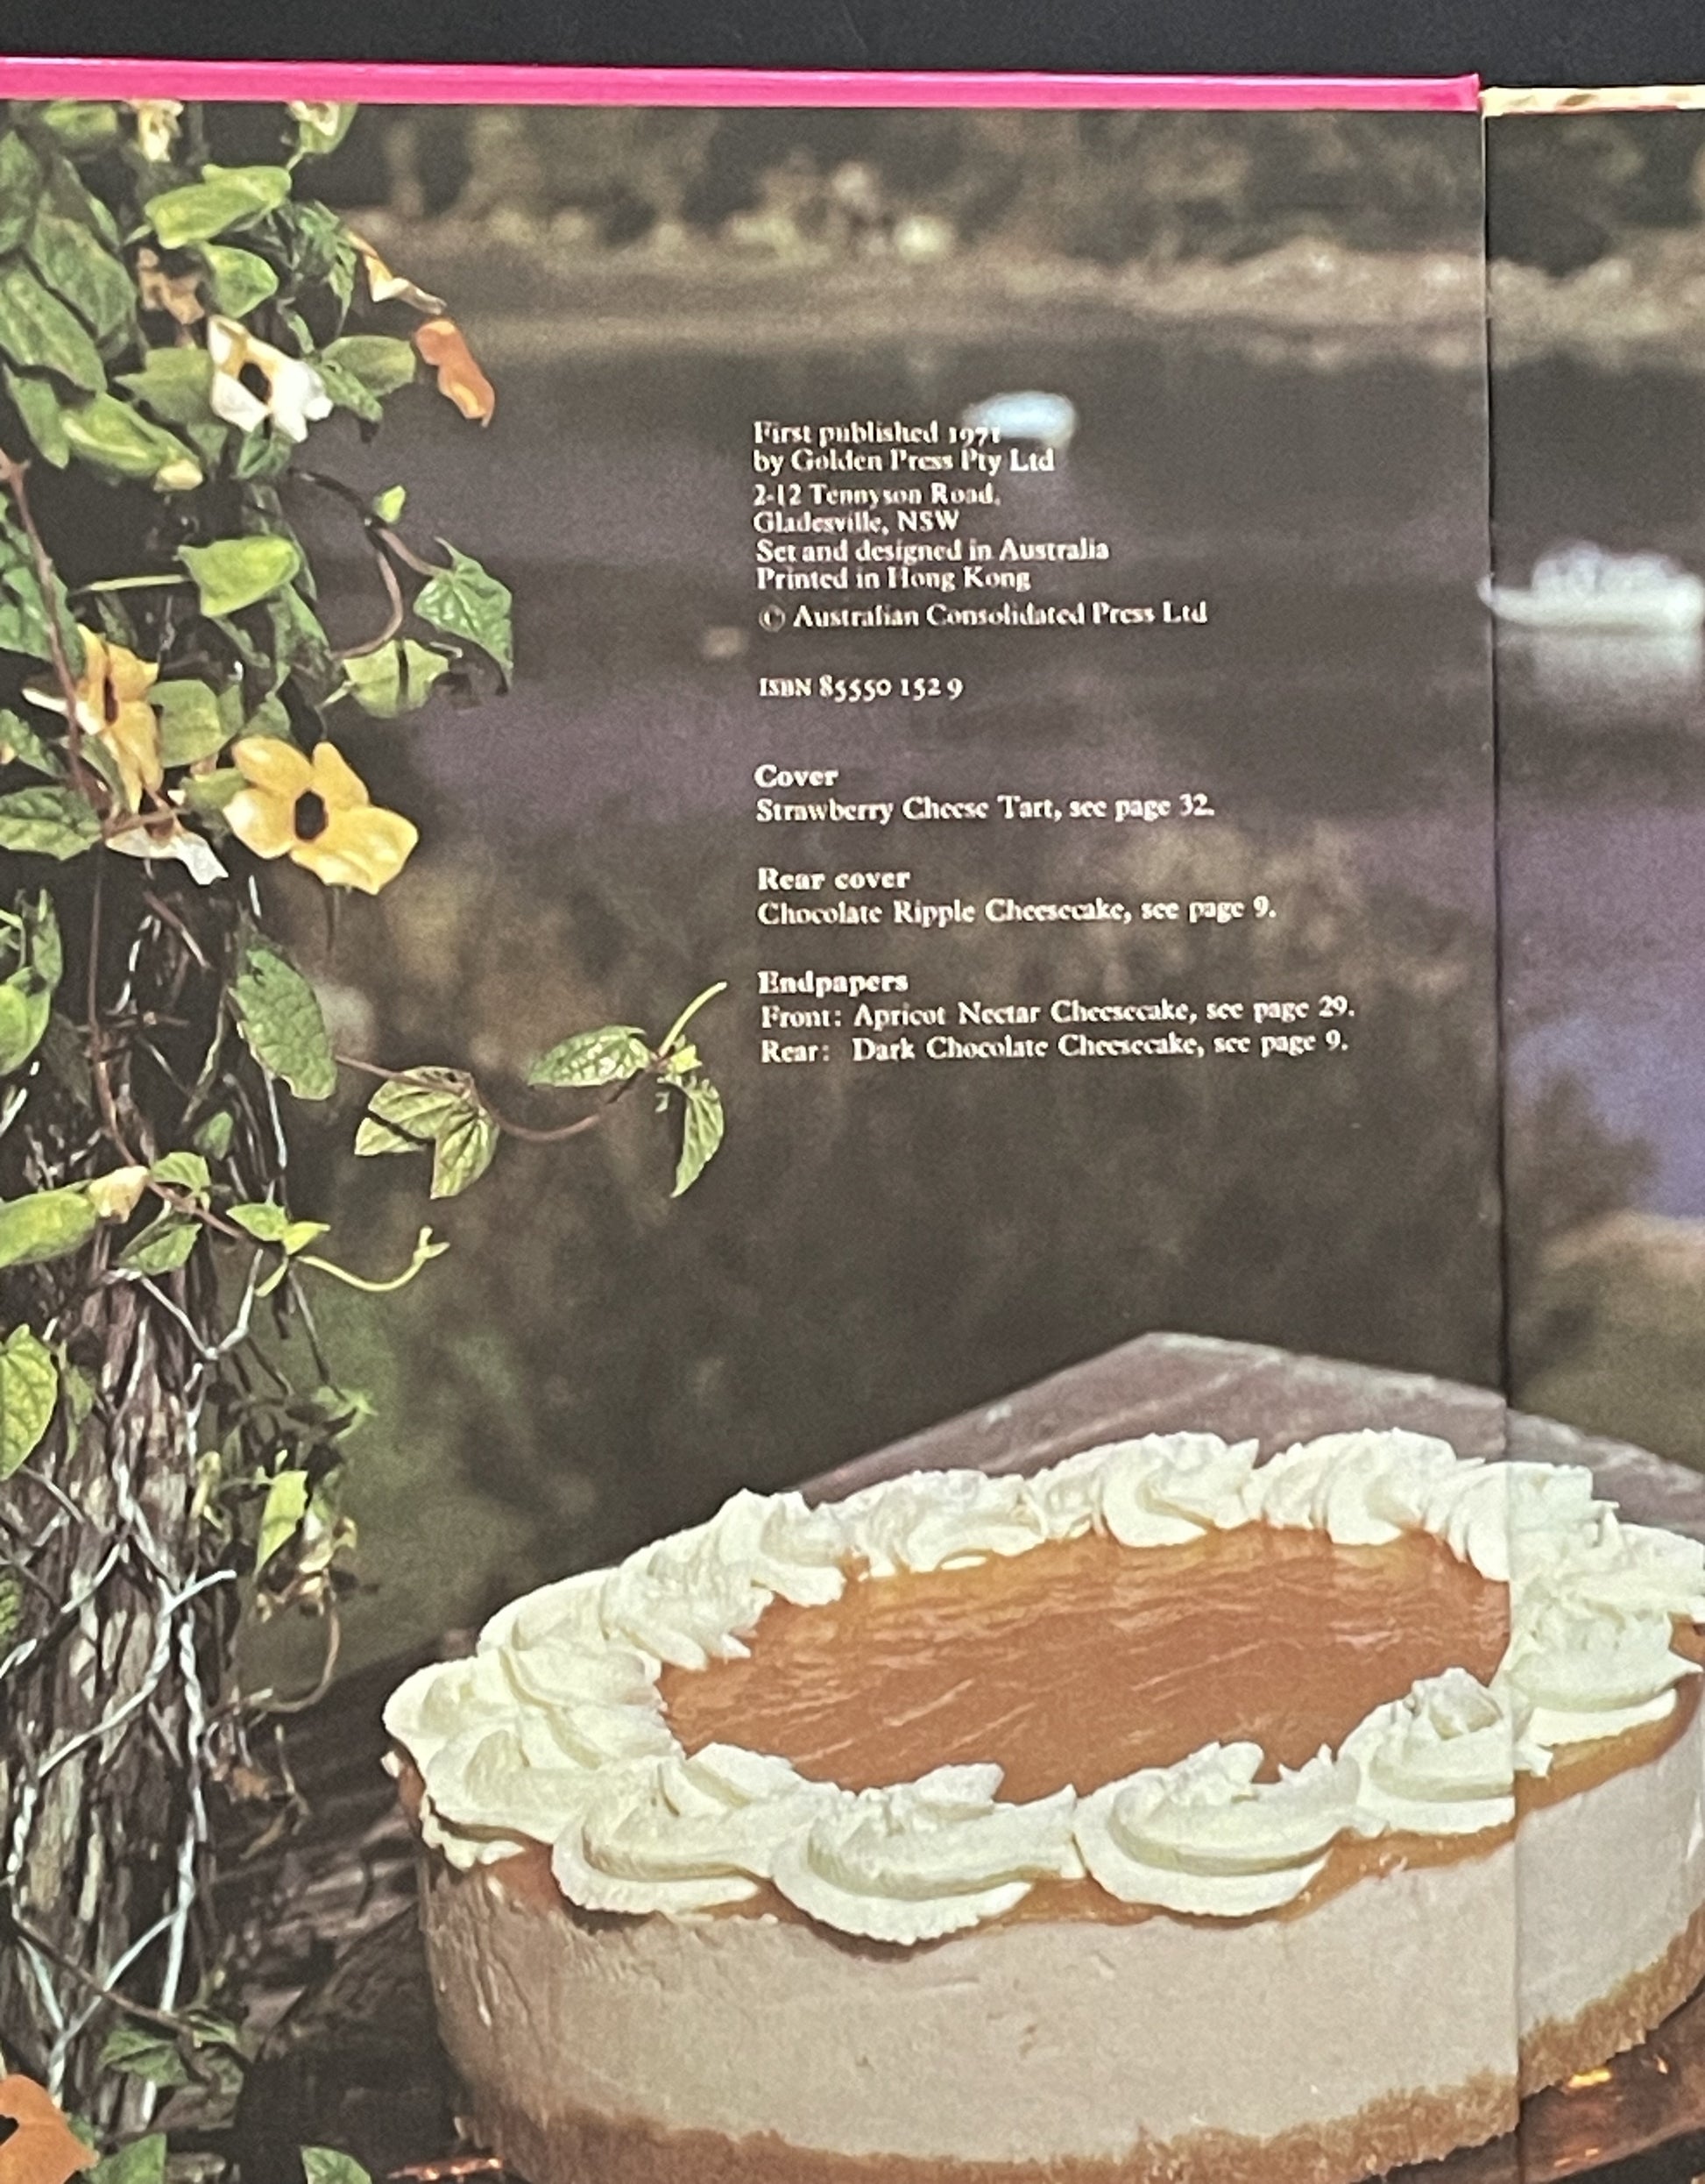 First published 1971
by Golden Press Pty Ltd
2-12 Tennyson Road,
Gladesville, NSW
Set and designed in Australia
Printed in Hong Kong
© Australian Consolidated Press Ltd
ISBN 85550 152 9
Cover
Strawberry Cheese Tart, see page 32.
Rear cover
Chocolate Ripple Cheesecake, see page 9.
Endpapers
Front: Apricot Nectar Cheesecake, see page 29.
Rear: Dark Chocolate Cheesecake, see page 9.